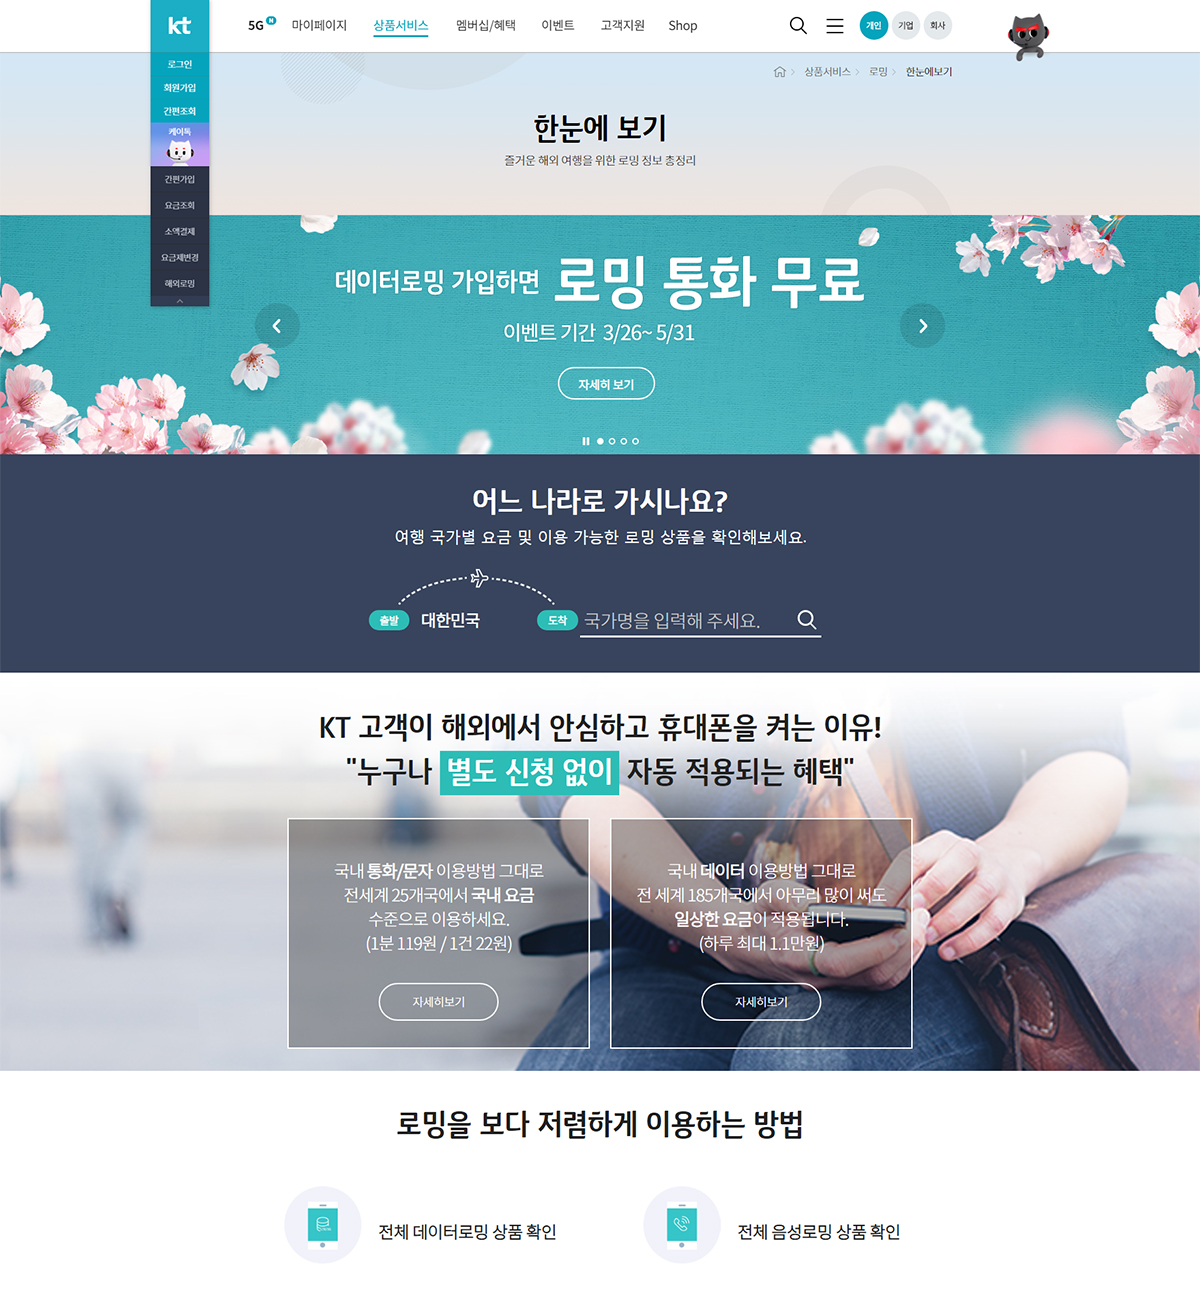 kt
5G N 마이페이지 상품서비스 멤버십/혜택 이벤트 고객지원 Shop 개인 기업 회사
로그인
회원가입
간편조회
케이톡
간편가입
요금조회
소액결제
요금제변경
해외로밍
상품서비스 로밍 한눈에보기
한눈에 보기
즐거운 해외 여행을 위한 로밍 정보 총정리
데이터로밍 가입하면 로밍 통화 무료
이벤트 기간 3/26~ 5/31
자세히 보기
어느 나라로 가시나요?
여행 국가별 요금 및 이용 가능한 로밍 상품을 확인해보세요.
출발 대한민국 도착 국가명을 입력해 주세요.
KT 고객이 해외에서 안심하고 휴대폰을 켜는 이유!
"누구나 별도 신청 없이 자동 적용되는 혜택"
국내 통화/문자 이용방법 그대로
전세계 25개국에서 국내 요금
수준으로 이용하세요.
(1분 119원 / 1건 22원)
자세히보기
국내 데이터 이용방법 그대로
전 세계 185개국에서 아무리 많이 써도
일상한 요금이 적용됩니다.
(하루 최대 1.1만원)
자세히보기
로밍을 보다 저렴하게 이용하는 방법
전체 데이터로밍 상품 확인
전체 음성로밍 상품 확인